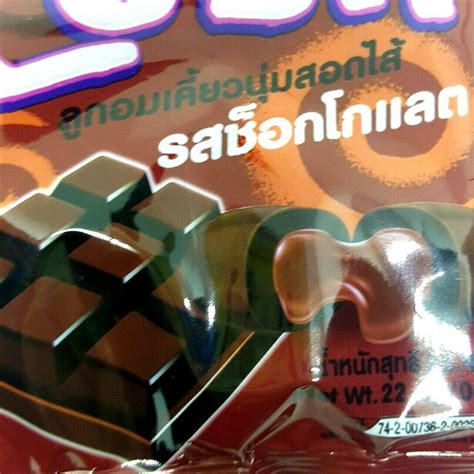 ลูกอมเคี้ยวนุ่มสอดไส้
รสช็อกโกแลต
น้ำหนักสุทธิ
Net Wt. 22
74-2-00736-2-0025